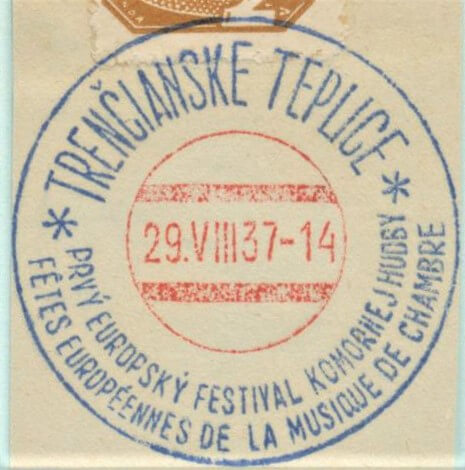 * TRENČIANSKE TEPLICE *
29.VIII37-14
PRVÝ EUROPSKÝ FESTIVAL KOMORNEJ HUDBY
FÊTES EUROPÉENNES DE LA MUSIQUE DE CHAMBRE